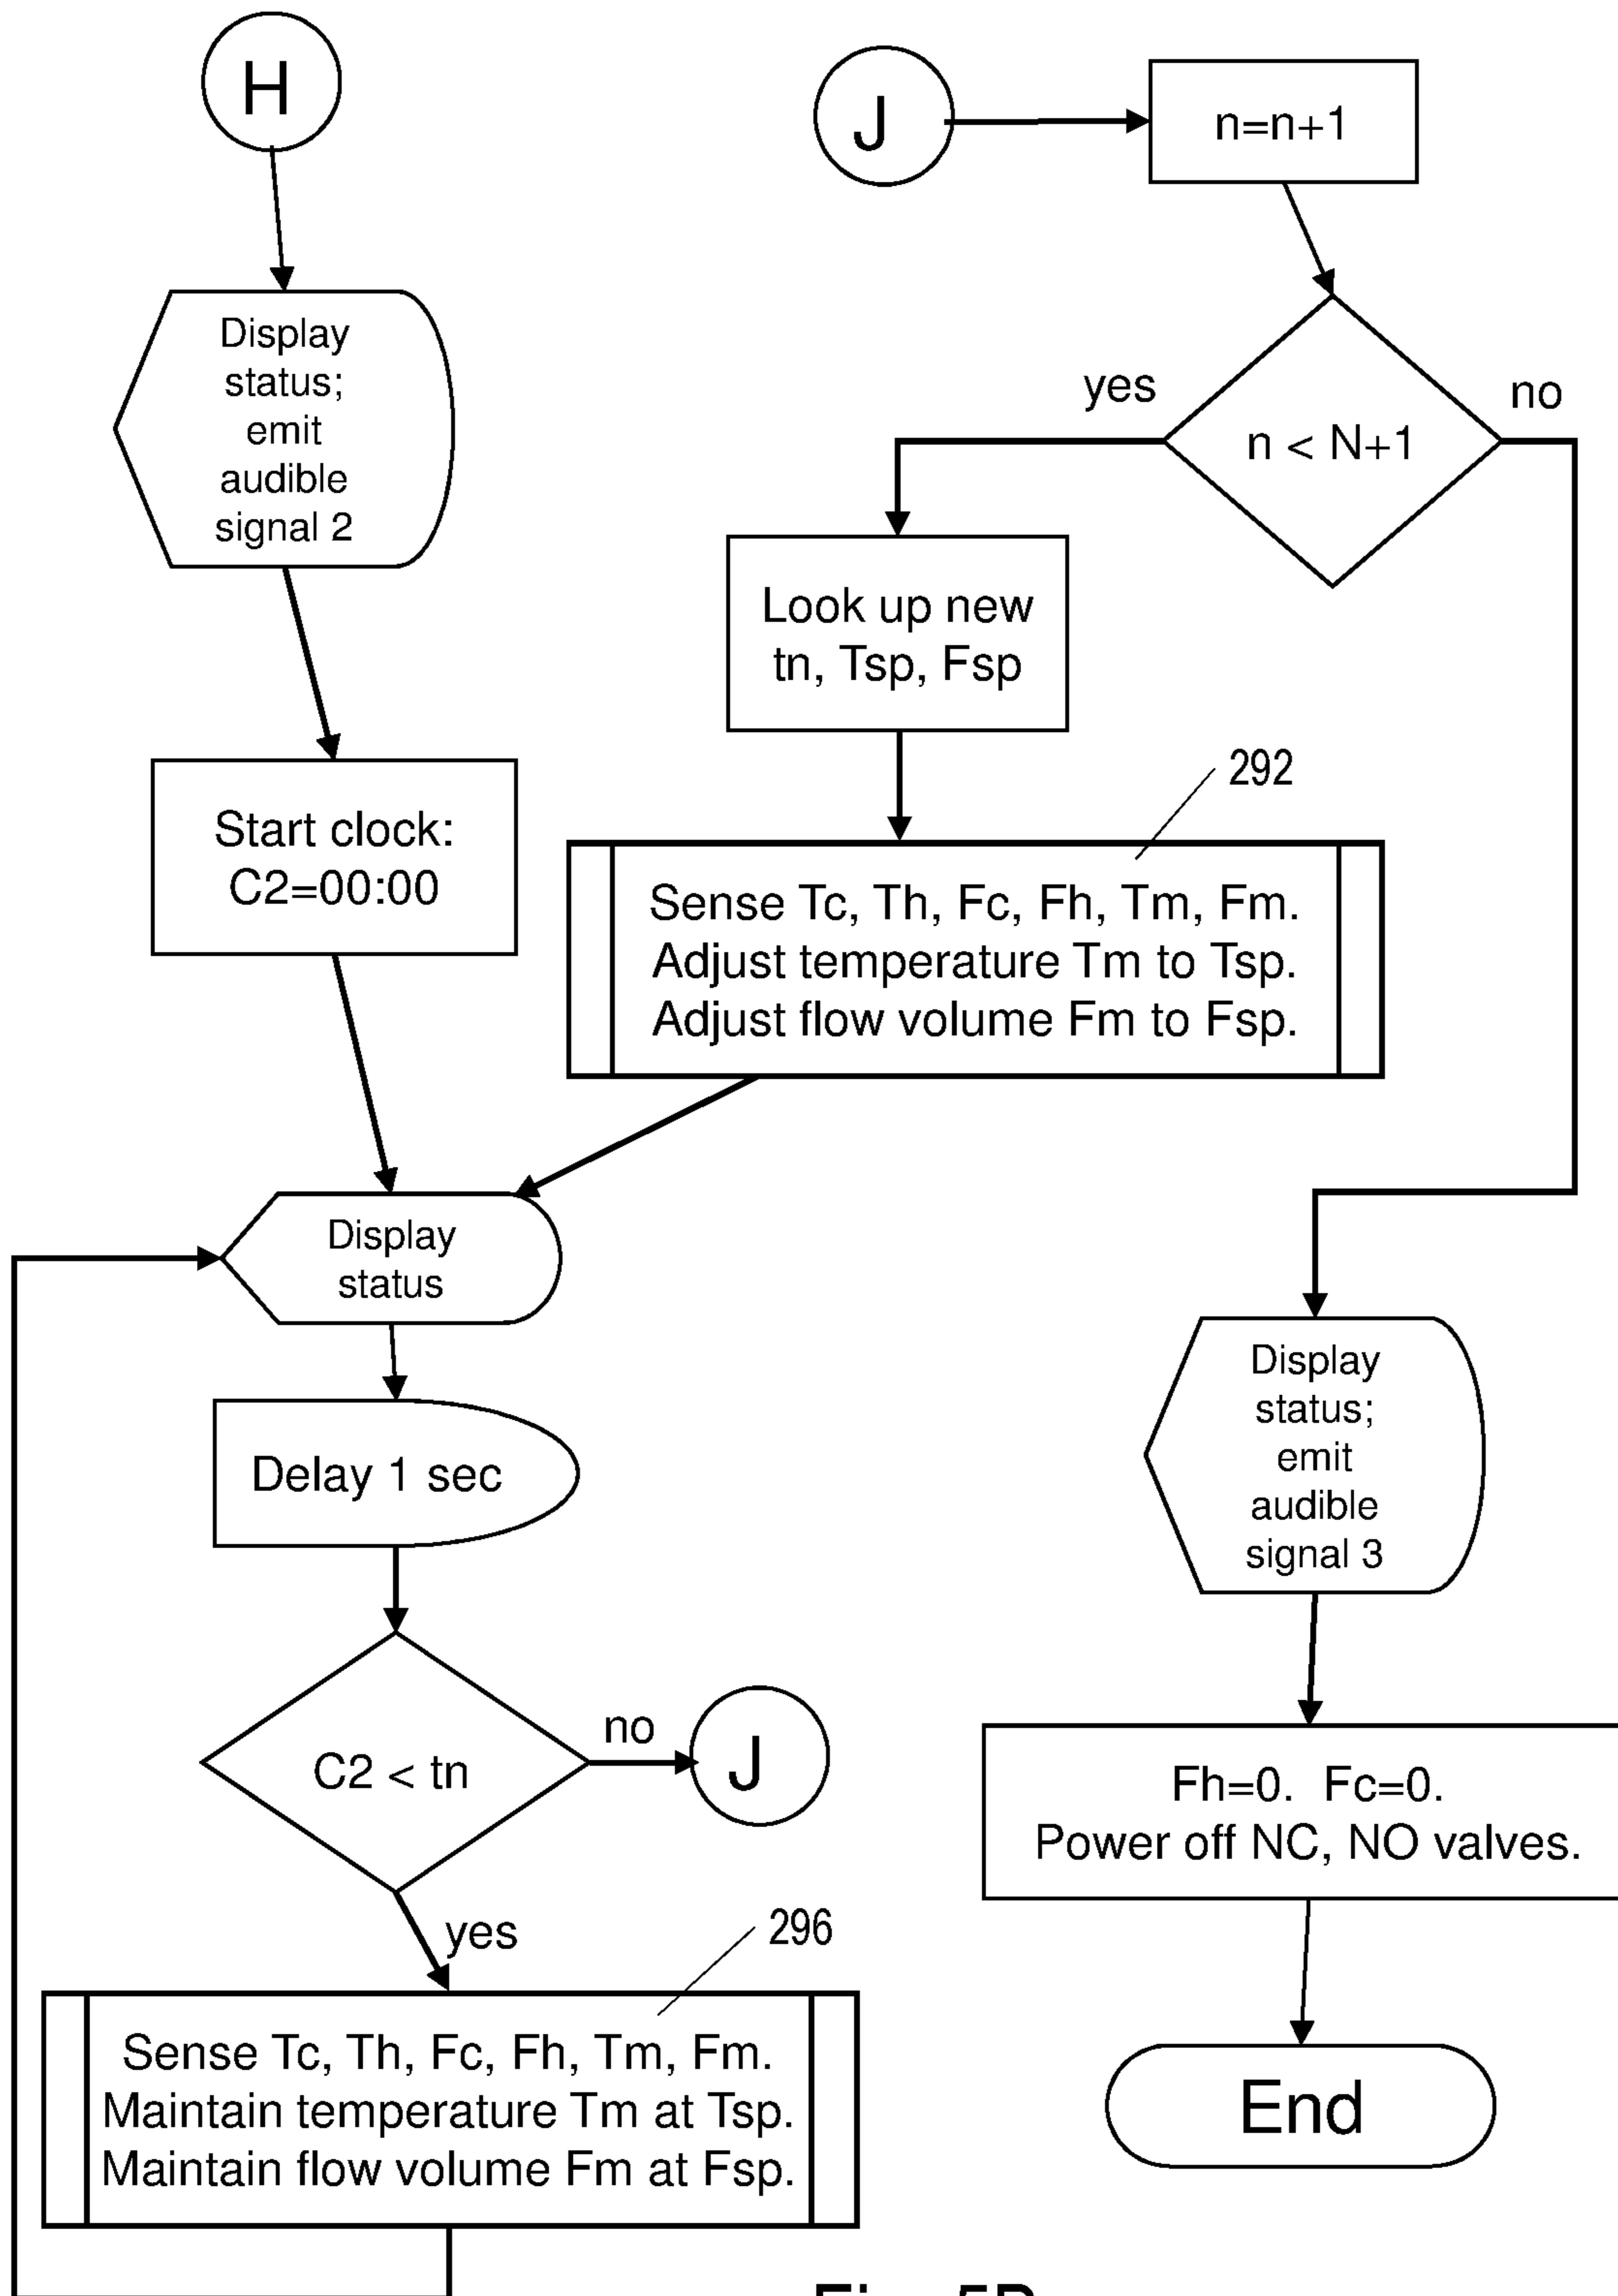 H
Display
status;
emit
audible
signal 2
Start clock:
C2=00:00
Display
status
Delay 1 sec
C2 < tn
no
J
yes
296
Sense Tc, Th, Fc, Fh, Tm, Fm.
Maintain temperature Tm at Tsp.
Maintain flow volume Fm at Fsp.
J
n=n+1
n < N+1
yes
no
Look up new
tn, Tsp, Fsp
292
Sense Tc, Th, Fc, Fh, Tm, Fm.
Adjust temperature Tm to Tsp.
Adjust flow volume Fm to Fsp.
Display
status;
emit
audible
signal 3
Fh=0. Fc=0.
Power off NC, NO valves.
End